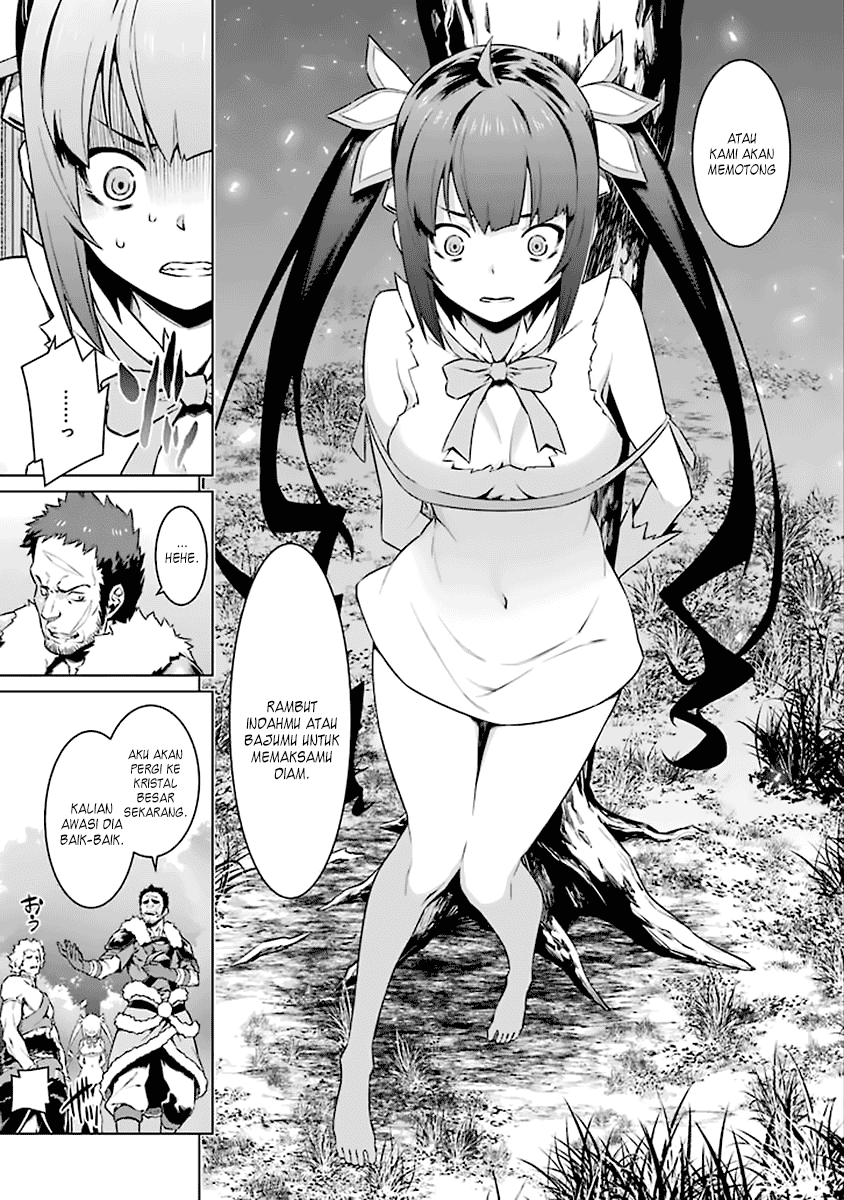 ATAU
KAMI AKAN
MEMOTONG
RAMBUT
INDAHMU ATAU
BAJUMU UNTUK
MEMAKSAMU
DIAM.
……っ
...
HEHE.
AKU AKAN
PERGI KE
KRISTAL
BESAR
SEKARANG.
KALIAN
AWASI DIA
BAIK-BAIK.
おぅ